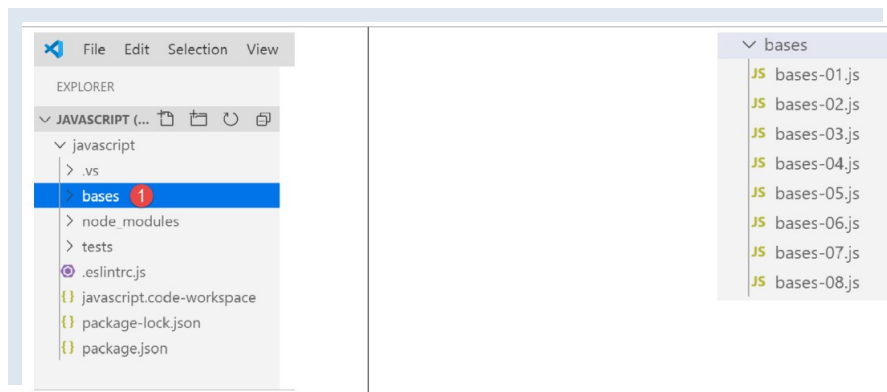 File Edit Selection View
EXPLORER
JAVASCRIPT (...
javascript
.vs
bases 1
node_modules
tests
.eslintrc.js
{} javascript.code-workspace
{} package-lock.json
{} package.json
bases
JS bases-01.js
JS bases-02.js
JS bases-03.js
JS bases-04.js
JS bases-05.js
JS bases-06.js
JS bases-07.js
JS bases-08.js